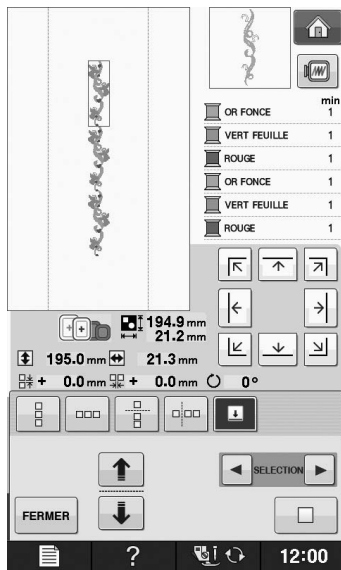 min
OR FONCE 1
VERT FEUILLE 1
ROUGE 1
OR FONCE 1
VERT FEUILLE 1
ROUGE 1
194.9 mm
21.2 mm
195.0 mm 21.3 mm
+ 0.0 mm + 0.0 mm 0°
SELECTION
FERMER
? 12:00